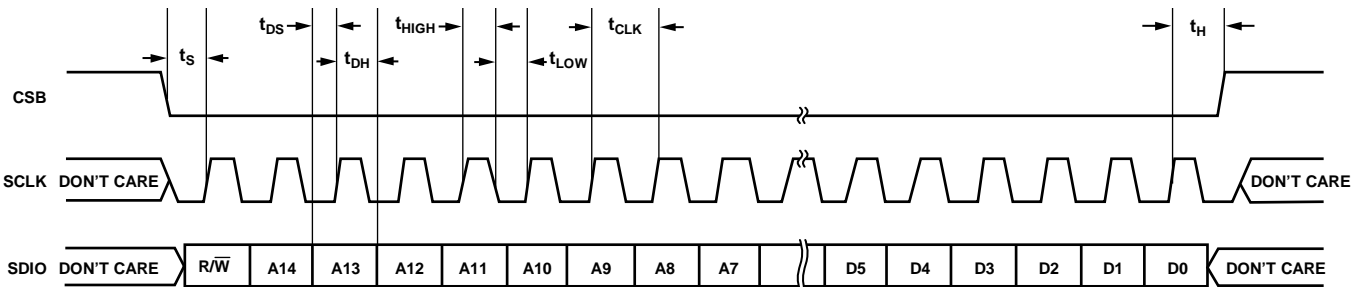 tDS tHIGH tCLK tH
tS tDH tLOW
CSB
SCLK DON'T CARE DON'T CARE
SDIO DON'T CARE R/W̅ A14 A13 A12 A11 A10 A9 A8 A7 D5 D4 D3 D2 D1 D0 DON'T CARE